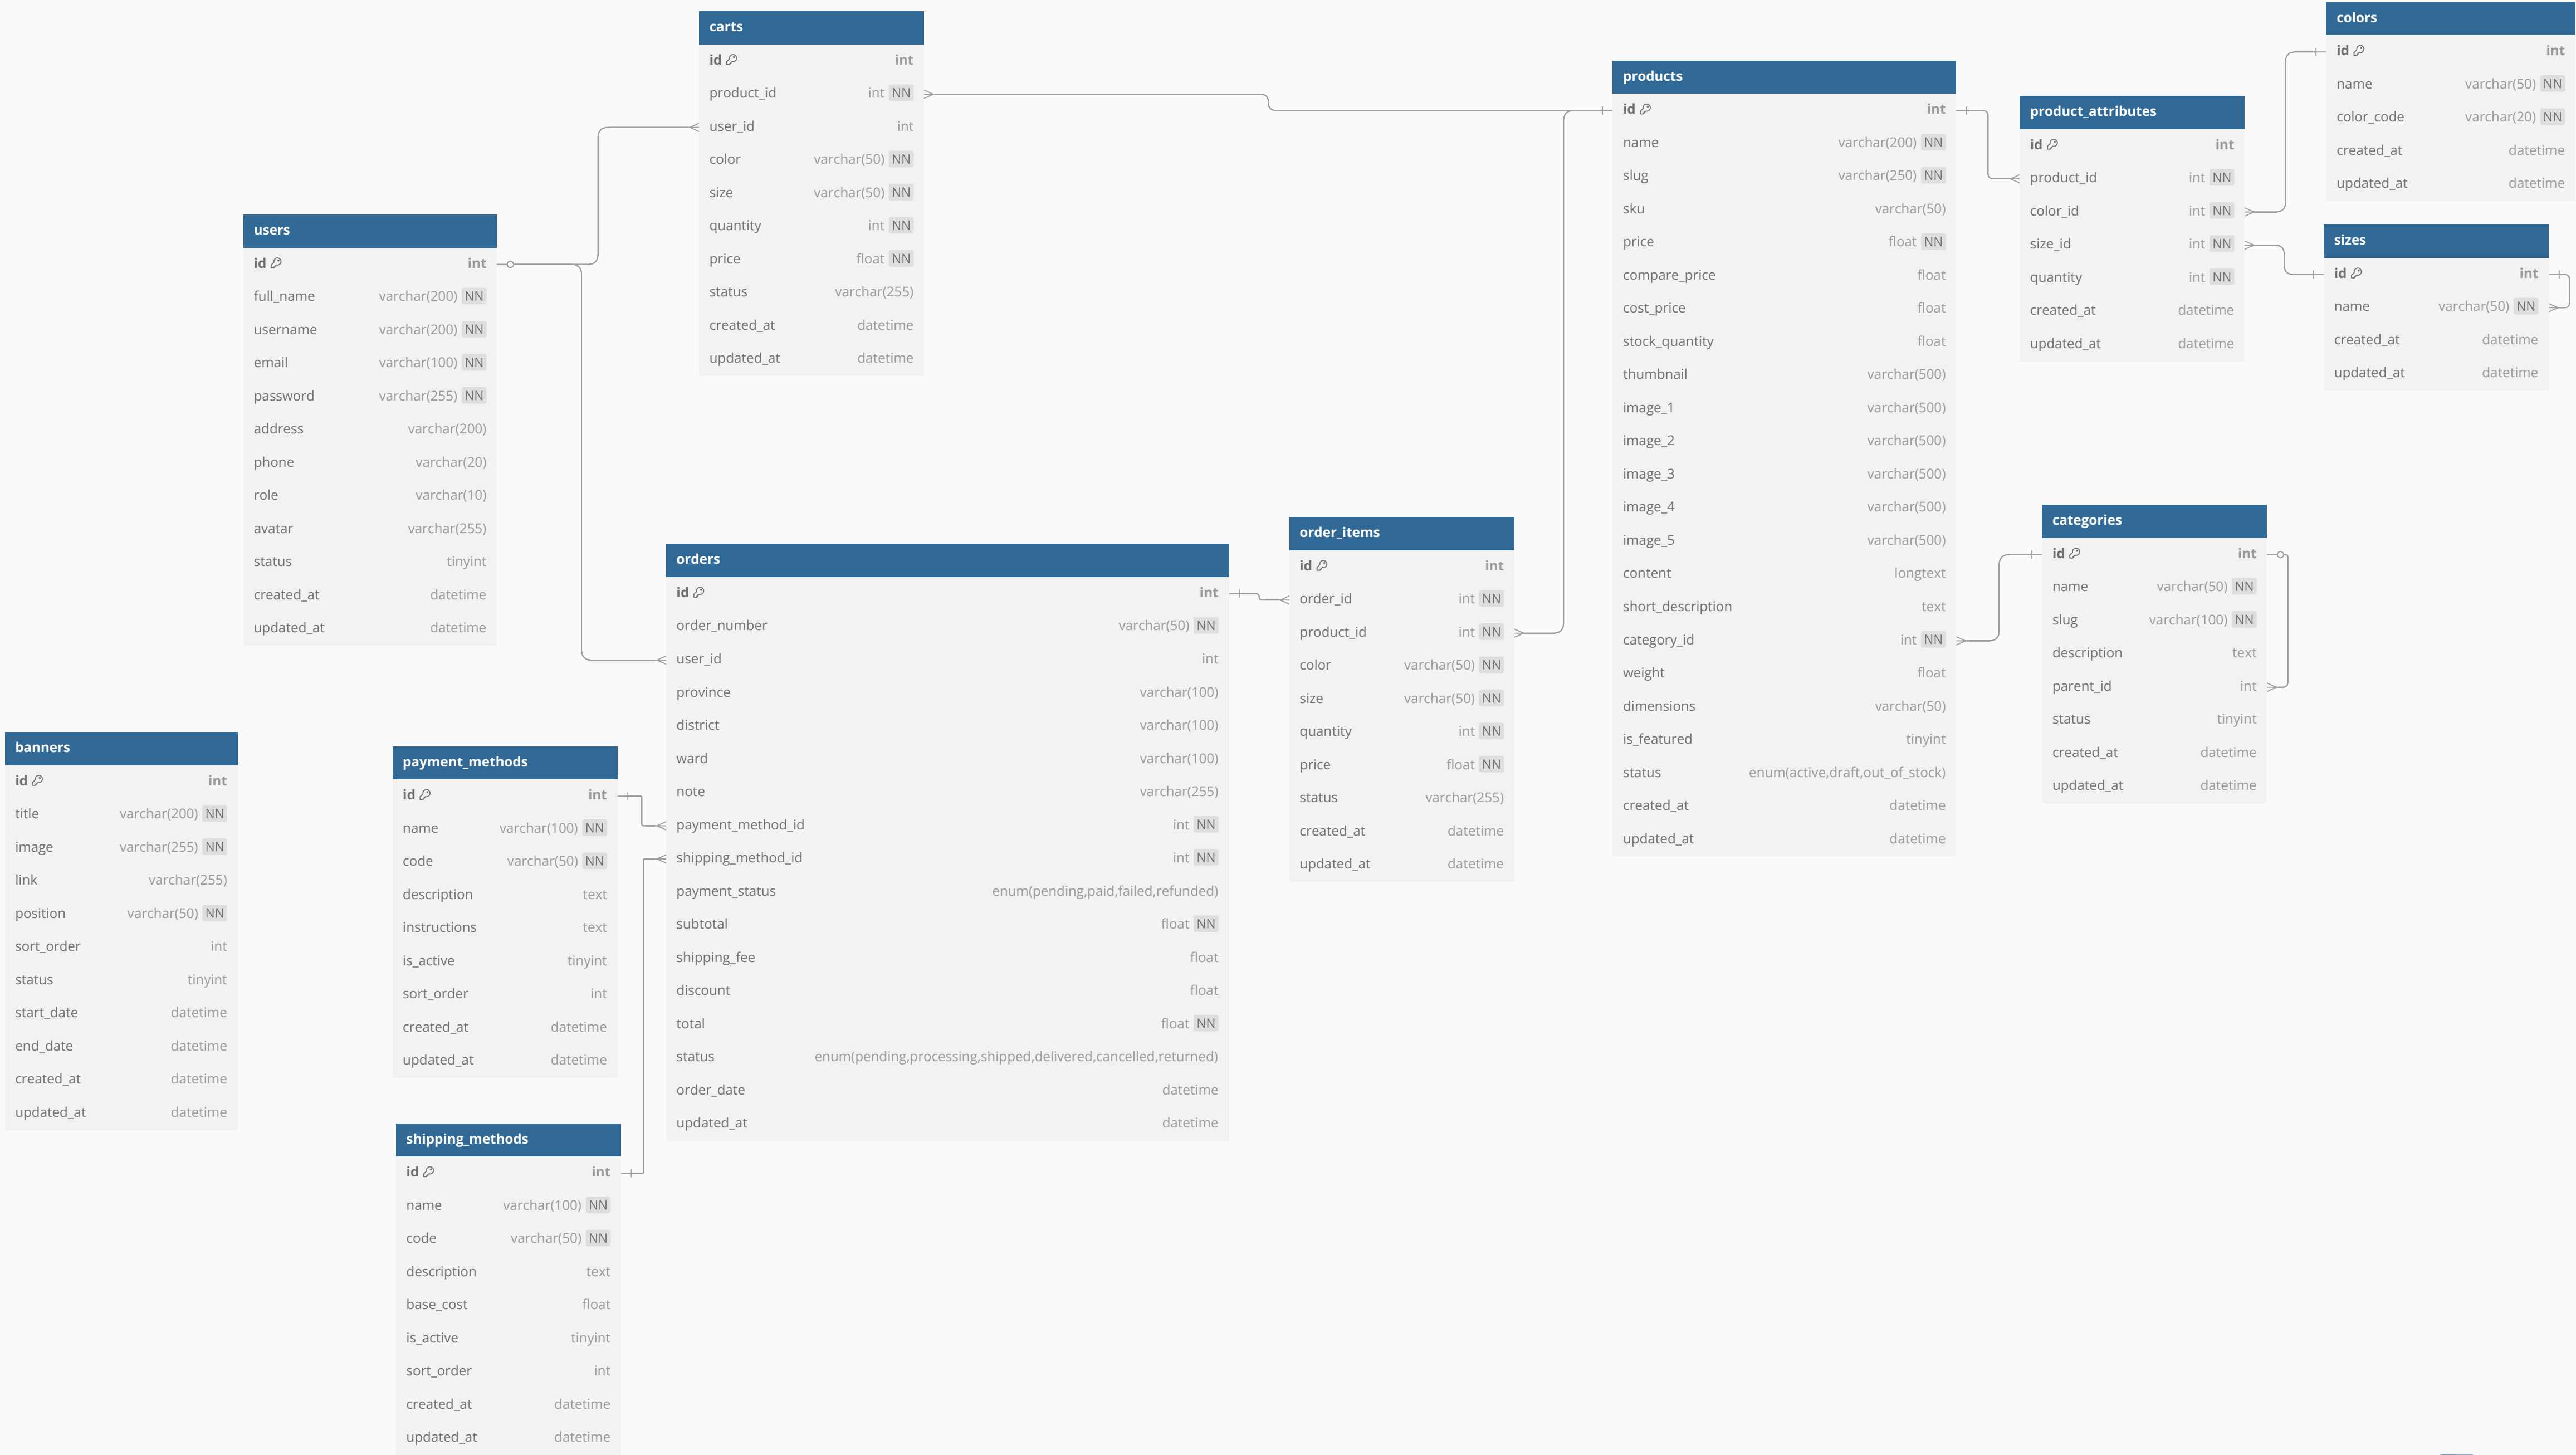 carts
id int
product_id int NN
user_id int
color varchar(50) NN
size varchar(50) NN
quantity int NN
price float NN
status varchar(255)
created_at datetime
updated_at datetime
colors
id int
name varchar(50) NN
color_code varchar(20) NN
created_at datetime
updated_at datetime
products
id int
name varchar(200) NN
slug varchar(250) NN
sku varchar(50)
price float NN
compare_price float
cost_price float
stock_quantity float
thumbnail varchar(500)
image_1 varchar(500)
image_2 varchar(500)
image_3 varchar(500)
image_4 varchar(500)
image_5 varchar(500)
content longtext
short_description text
category_id int NN
weight float
dimensions varchar(50)
is_featured tinyint
status enum(active,draft,out_of_stock)
created_at datetime
updated_at datetime
product_attributes
id int
product_id int NN
color_id int NN
size_id int NN
quantity int NN
created_at datetime
updated_at datetime
sizes
id int
name varchar(50) NN
created_at datetime
updated_at datetime
users
id int
full_name varchar(200) NN
username varchar(200) NN
email varchar(100) NN
password varchar(255) NN
address varchar(200)
phone varchar(20)
role varchar(10)
avatar varchar(255)
status tinyint
created_at datetime
updated_at datetime
categories
id int
name varchar(50) NN
slug varchar(100) NN
description text
parent_id int
status tinyint
created_at datetime
updated_at datetime
order_items
id int
order_id int NN
product_id int NN
color varchar(50) NN
size varchar(50) NN
quantity int NN
price float NN
status varchar(255)
created_at datetime
updated_at datetime
orders
id int
order_number varchar(50) NN
user_id int
province varchar(100)
district varchar(100)
ward varchar(100)
note varchar(255)
payment_method_id int NN
shipping_method_id int NN
payment_status enum(pending,paid,failed,refunded)
subtotal float NN
shipping_fee float
discount float
total float NN
status enum(pending,processing,shipped,delivered,cancelled,returned)
order_date datetime
updated_at datetime
banners
id int
title varchar(200) NN
image varchar(255) NN
link varchar(255)
position varchar(50) NN
sort_order int
status tinyint
start_date datetime
end_date datetime
created_at datetime
updated_at datetime
payment_methods
id int
name varchar(100) NN
code varchar(50) NN
description text
instructions text
is_active tinyint
sort_order int
created_at datetime
updated_at datetime
shipping_methods
id int
name varchar(100) NN
code varchar(50) NN
description text
base_cost float
is_active tinyint
sort_order int
created_at datetime
updated_at datetime